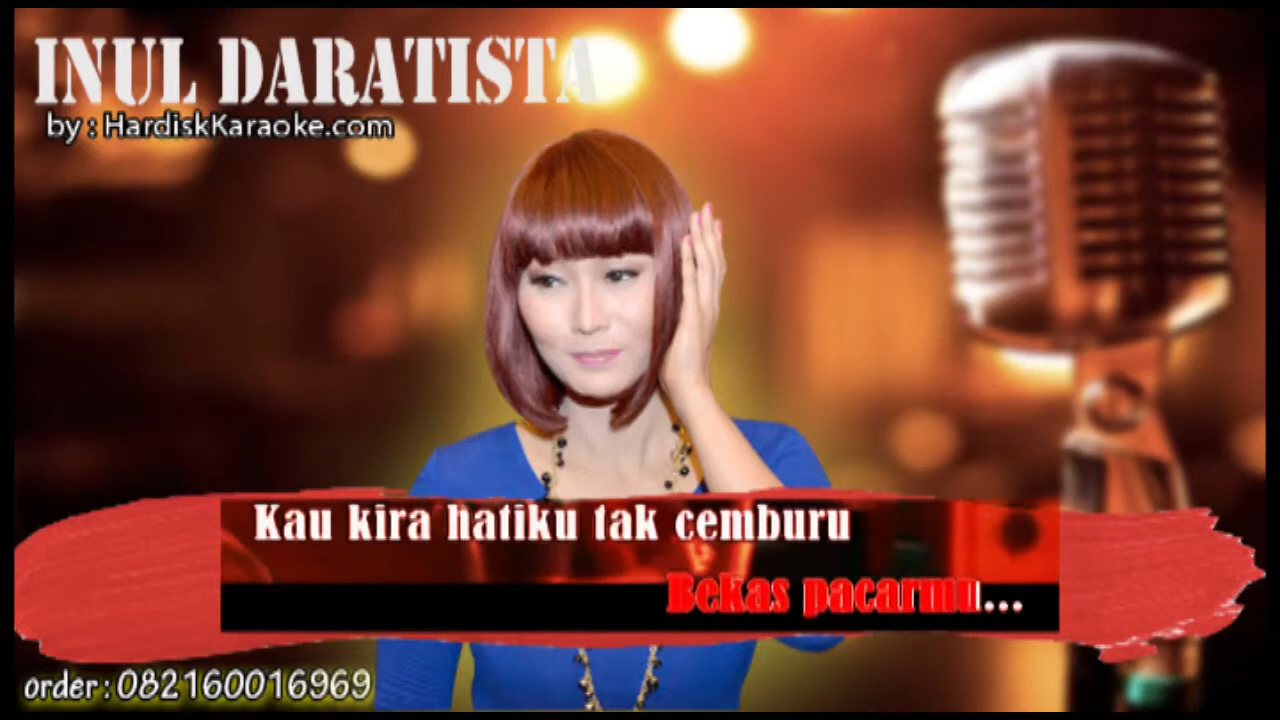 INUL DARATISTA
by : HardiskKaraoke.com
Kau kira hatiku tak cemburu
Bekas pacarmu...
order : 082160016969